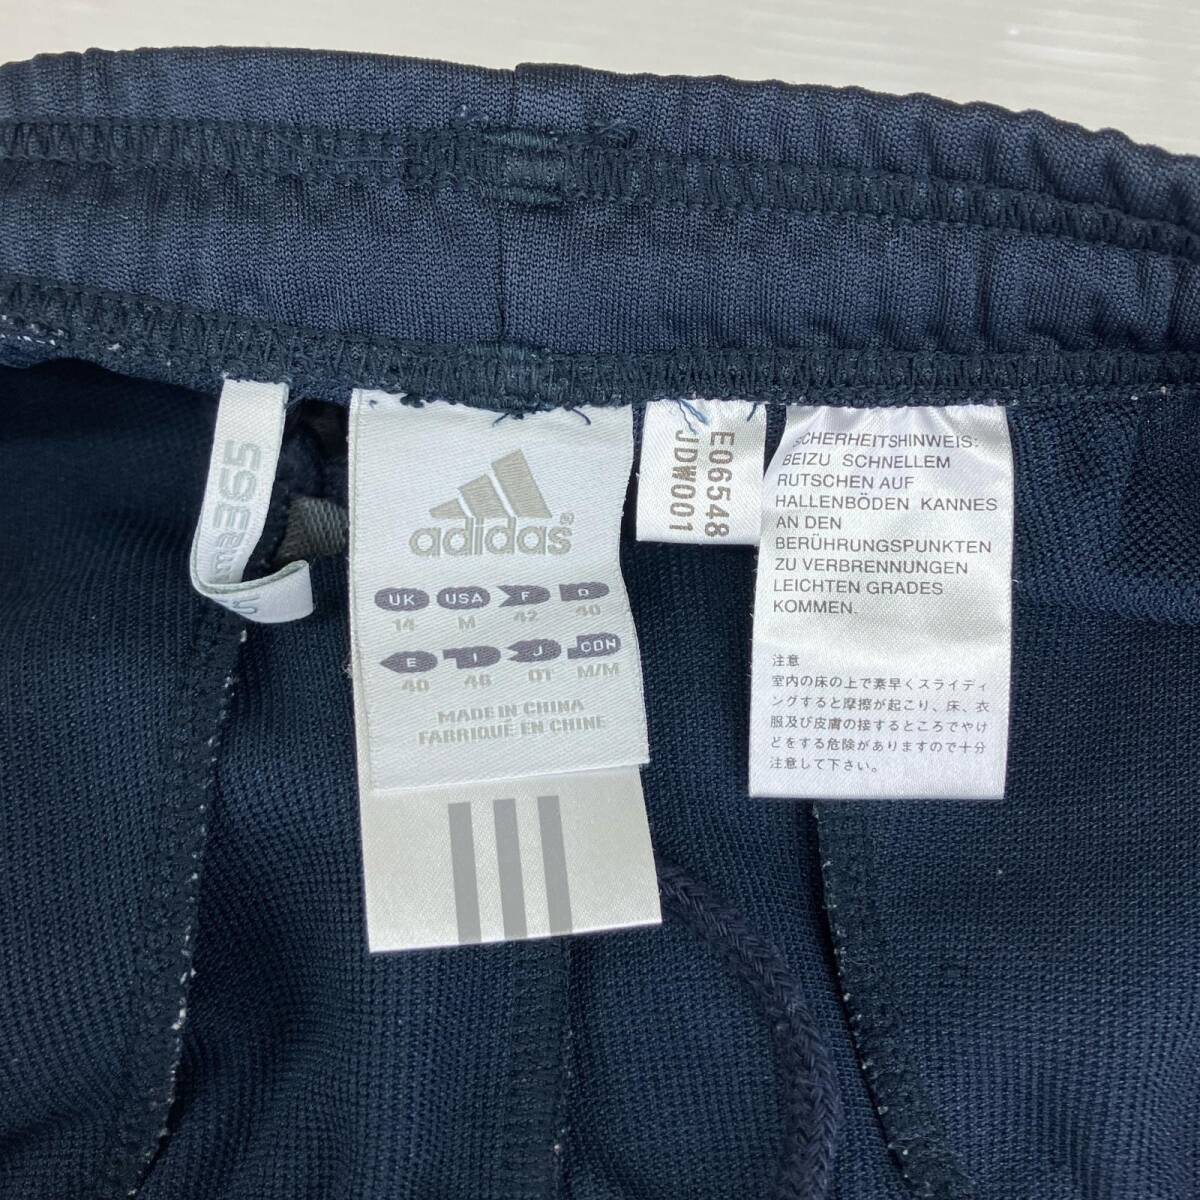 adidas®
UK USA F D
14 M 42 40
E I J CDN
40 46 OT M/M
MADE IN CHINA
FABRIQUÉ EN CHINE
E06548
JDW001
SICHERHEITSHINWEIS:
BEIZU SCHNELLEM
RUTSCHEN AUF
HALLENBÖDEN KANNES
AN DEN
BERÜHRUNGSPUNKTEN
ZU VERBRENNUNGEN
LEICHTEN GRADES
KOMMEN.
注意
室内の床の上で素早くスライディ
ングすると摩擦が起こり、床、衣
服及び皮膚の接するところでやけ
どをする危険がありますので十分
注意して下さい。